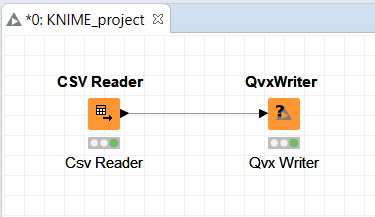 *0: KNIME_project
CSV Reader
QvxWriter
?
Csv Reader
Qvx Writer